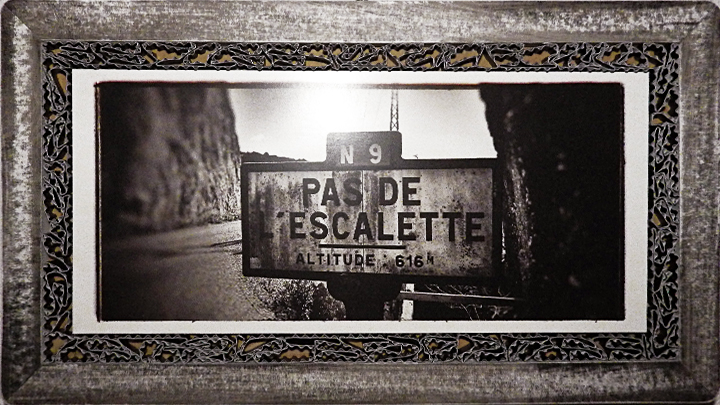 N 9
PAS DE
L'ESCALETTE
ALTITUDE : 616 M